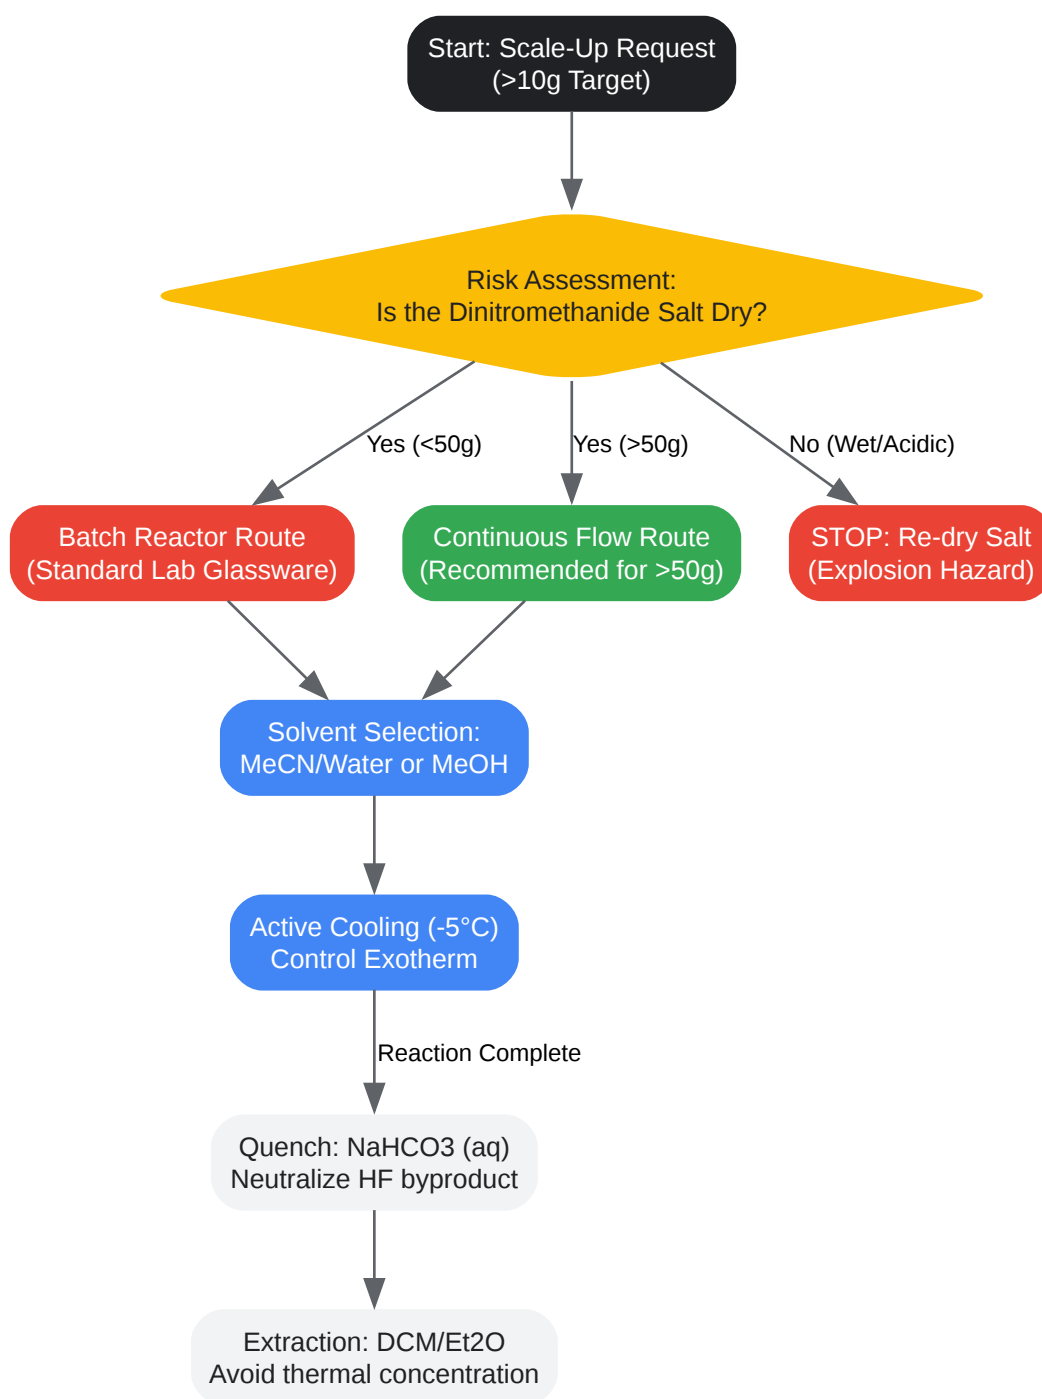 Start: Scale-Up Request
(>10g Target)
Risk Assessment:
Is the Dinitromethanide Salt Dry?
Yes (<50g)
Yes (>50g)
No (Wet/Acidic)
Batch Reactor Route
(Standard Lab Glassware)
Continuous Flow Route
(Recommended for >50g)
STOP: Re-dry Salt
(Explosion Hazard)
Solvent Selection:
MeCN/Water or MeOH
Active Cooling (-5°C)
Control Exotherm
Reaction Complete
Quench: NaHCO3 (aq)
Neutralize HF byproduct
Extraction: DCM/Et2O
Avoid thermal concentration